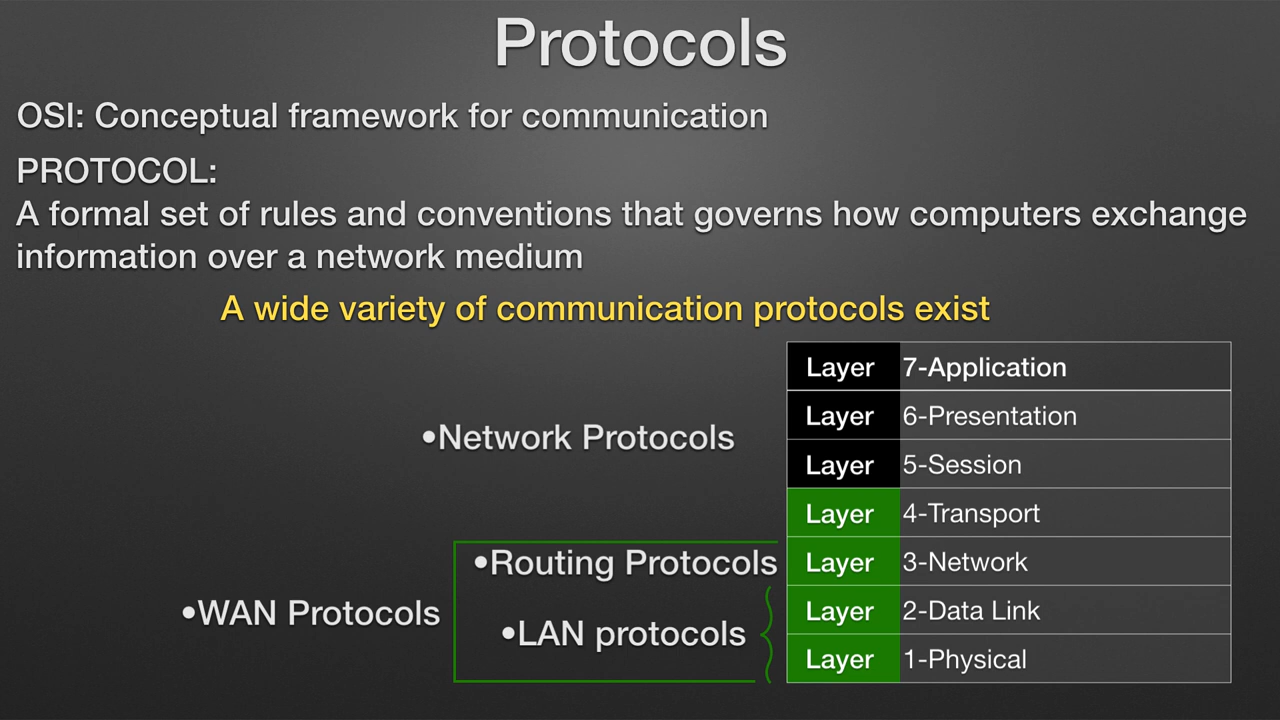 Protocols
OSI: Conceptual framework for communication
PROTOCOL:
A formal set of rules and conventions that governs how computers exchange
information over a network medium
A wide variety of communication protocols exist
Layer 7-Application
Layer 6-Presentation
•Network Protocols
Layer 5-Session
Layer 4-Transport
•Routing Protocols
Layer 3-Network
•WAN Protocols
Layer 2-Data Link
•LAN protocols
Layer 1-Physical